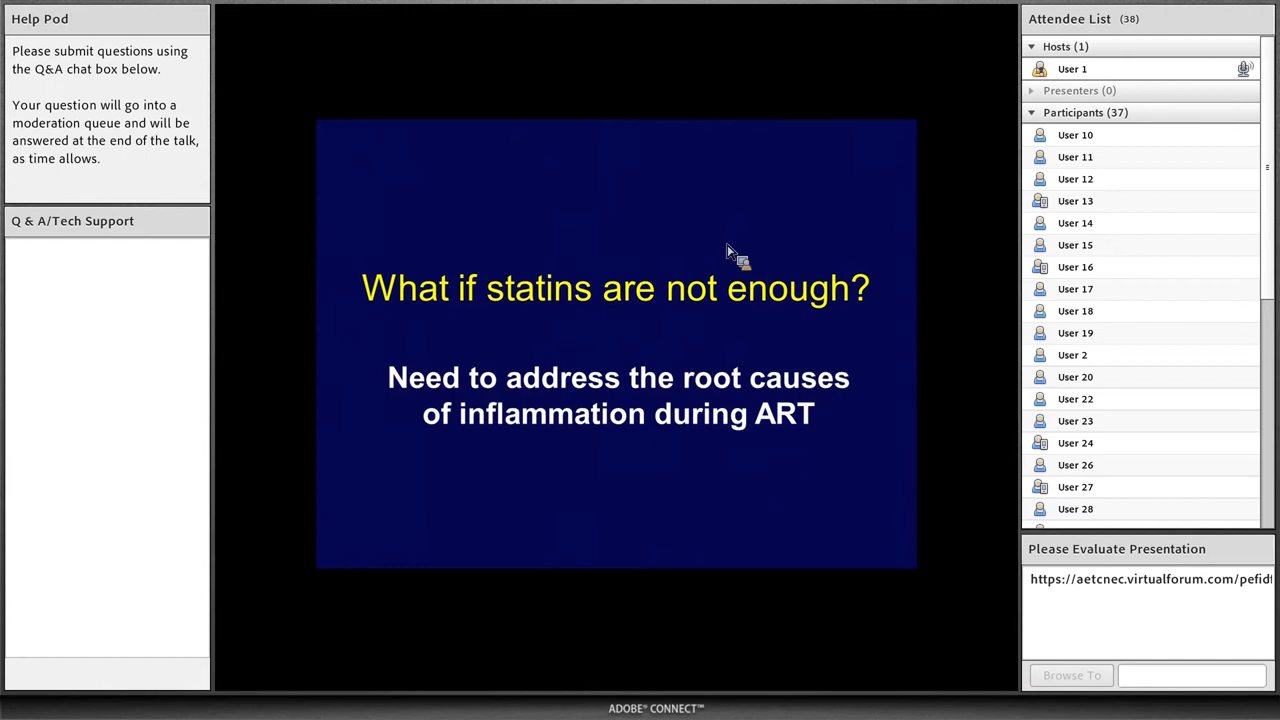 Help Pod
Please submit questions using
the Q&A chat box below.
Your question will go into a
moderation queue and will be
answered at the end of the talk,
as time allows.
Q & A/Tech Support
What if statins are not enough?
Need to address the root causes
of inflammation during ART
Attendee List (38)
Hosts (1)
User 1
Presenters (0)
Participants (37)
User 10
User 11
User 12
User 13
User 14
User 15
User 16
User 17
User 18
User 19
User 2
User 20
User 22
User 23
User 24
User 26
User 27
User 28
Please Evaluate Presentation
https://aetcnec.virtualforum.com/pefidf
Browse To
ADOBE® CONNECT™